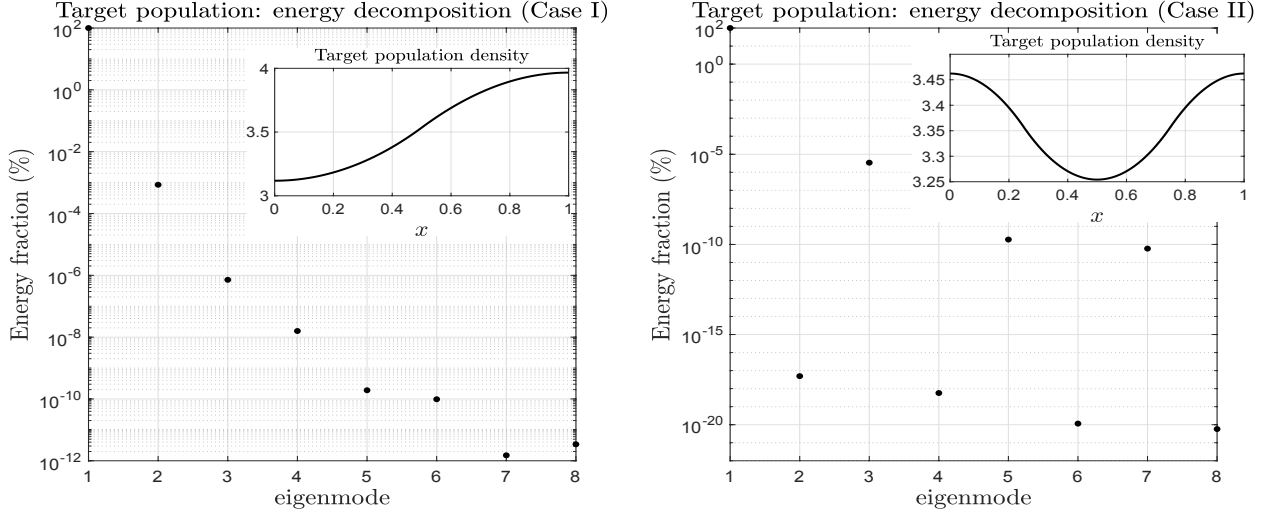 Target population: energy decomposition (Case I)
10^2
10^0
10^-2
10^-4
10^-6
10^-8
10^-10
10^-12
Energy fraction (%)
1 2 3 4 5 6 7 8
eigenmode
Target population density
4
3.5
3
0 0.2 0.4 0.6 0.8 1
x
Target population: energy decomposition (Case II)
10^2
10^0
10^-5
10^-10
10^-15
10^-20
Energy fraction (%)
1 2 3 4 5 6 7 8
eigenmode
Target population density
3.45
3.4
3.35
3.3
3.25
0 0.2 0.4 0.6 0.8 1
x